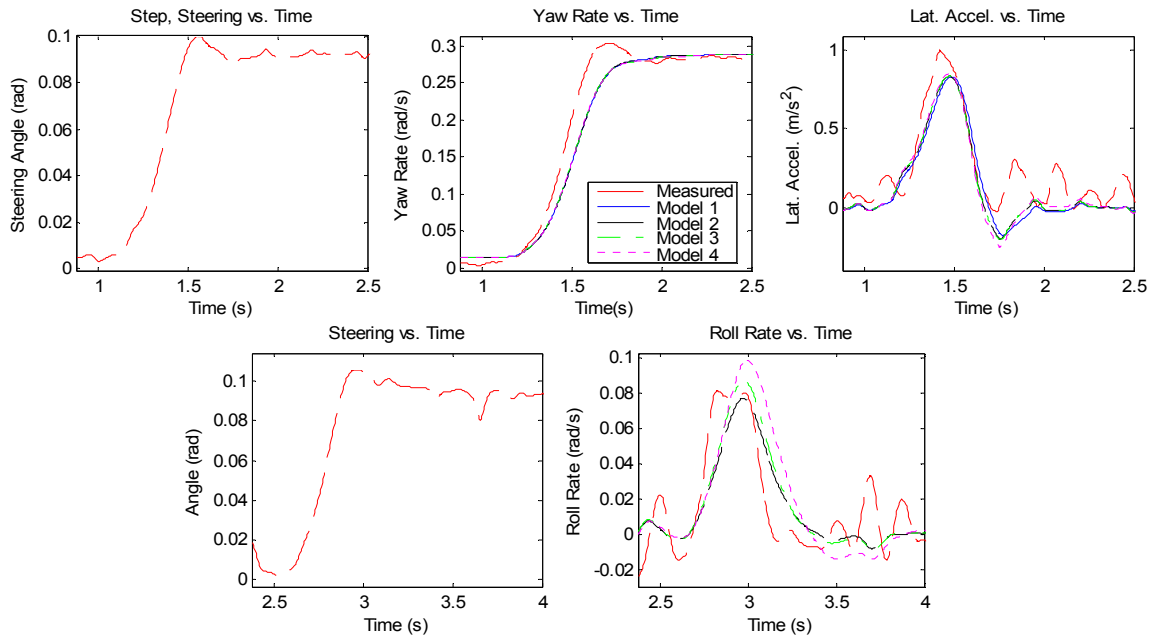 Step, Steering vs. Time
Steering Angle (rad)
0.1
0.08
0.06
0.04
0.02
0
1
1.5
2
2.5
Time (s)
Yaw Rate vs. Time
Yaw Rate (rad/s)
0.3
0.25
0.2
0.15
0.1
0.05
0
1
1.5
2
2.5
Time(s)
Measured
Model 1
Model 2
Model 3
Model 4
Lat. Accel. vs. Time
Lat. Accel. (m/s²)
1
0.5
0
1
1.5
2
2.5
Time (s)
Steering vs. Time
Angle (rad)
0.1
0.08
0.06
0.04
0.02
0
2.5
3
3.5
4
Time (s)
Roll Rate vs. Time
Roll Rate (rad/s)
0.1
0.08
0.06
0.04
0.02
0
-0.02
2.5
3
3.5
4
Time (s)